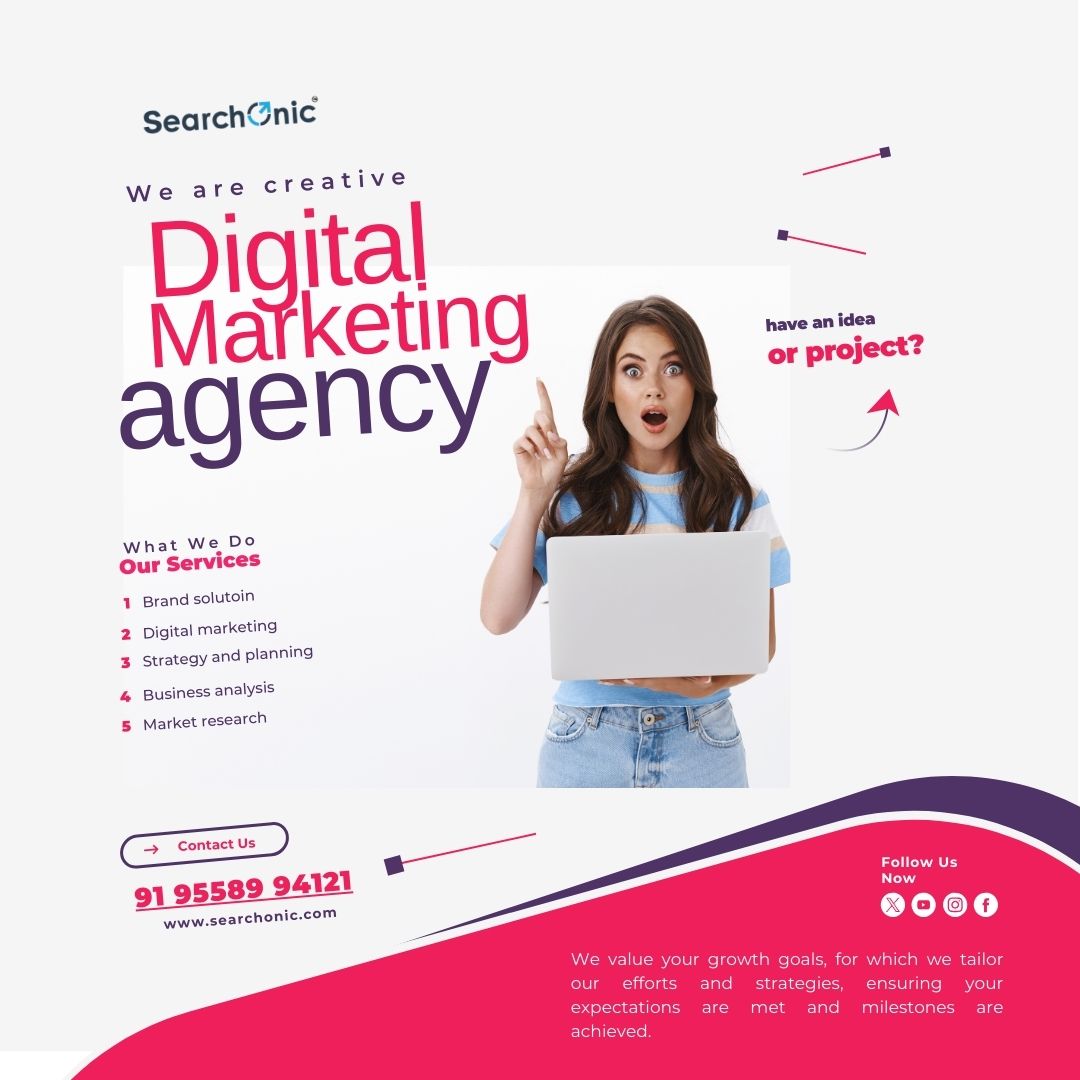 SearchOnic
We are creative
Digital
Marketing
agency
have an idea
or project?
What We Do
Our Services
1 Brand solutoin
2 Digital marketing
3 Strategy and planning
4 Business analysis
5 Market research
Contact Us
91 95589 94121
www.searchonic.com
Follow Us
Now
We value your growth goals, for which we tailor
our efforts and strategies, ensuring your
expectations are met and milestones are
achieved.